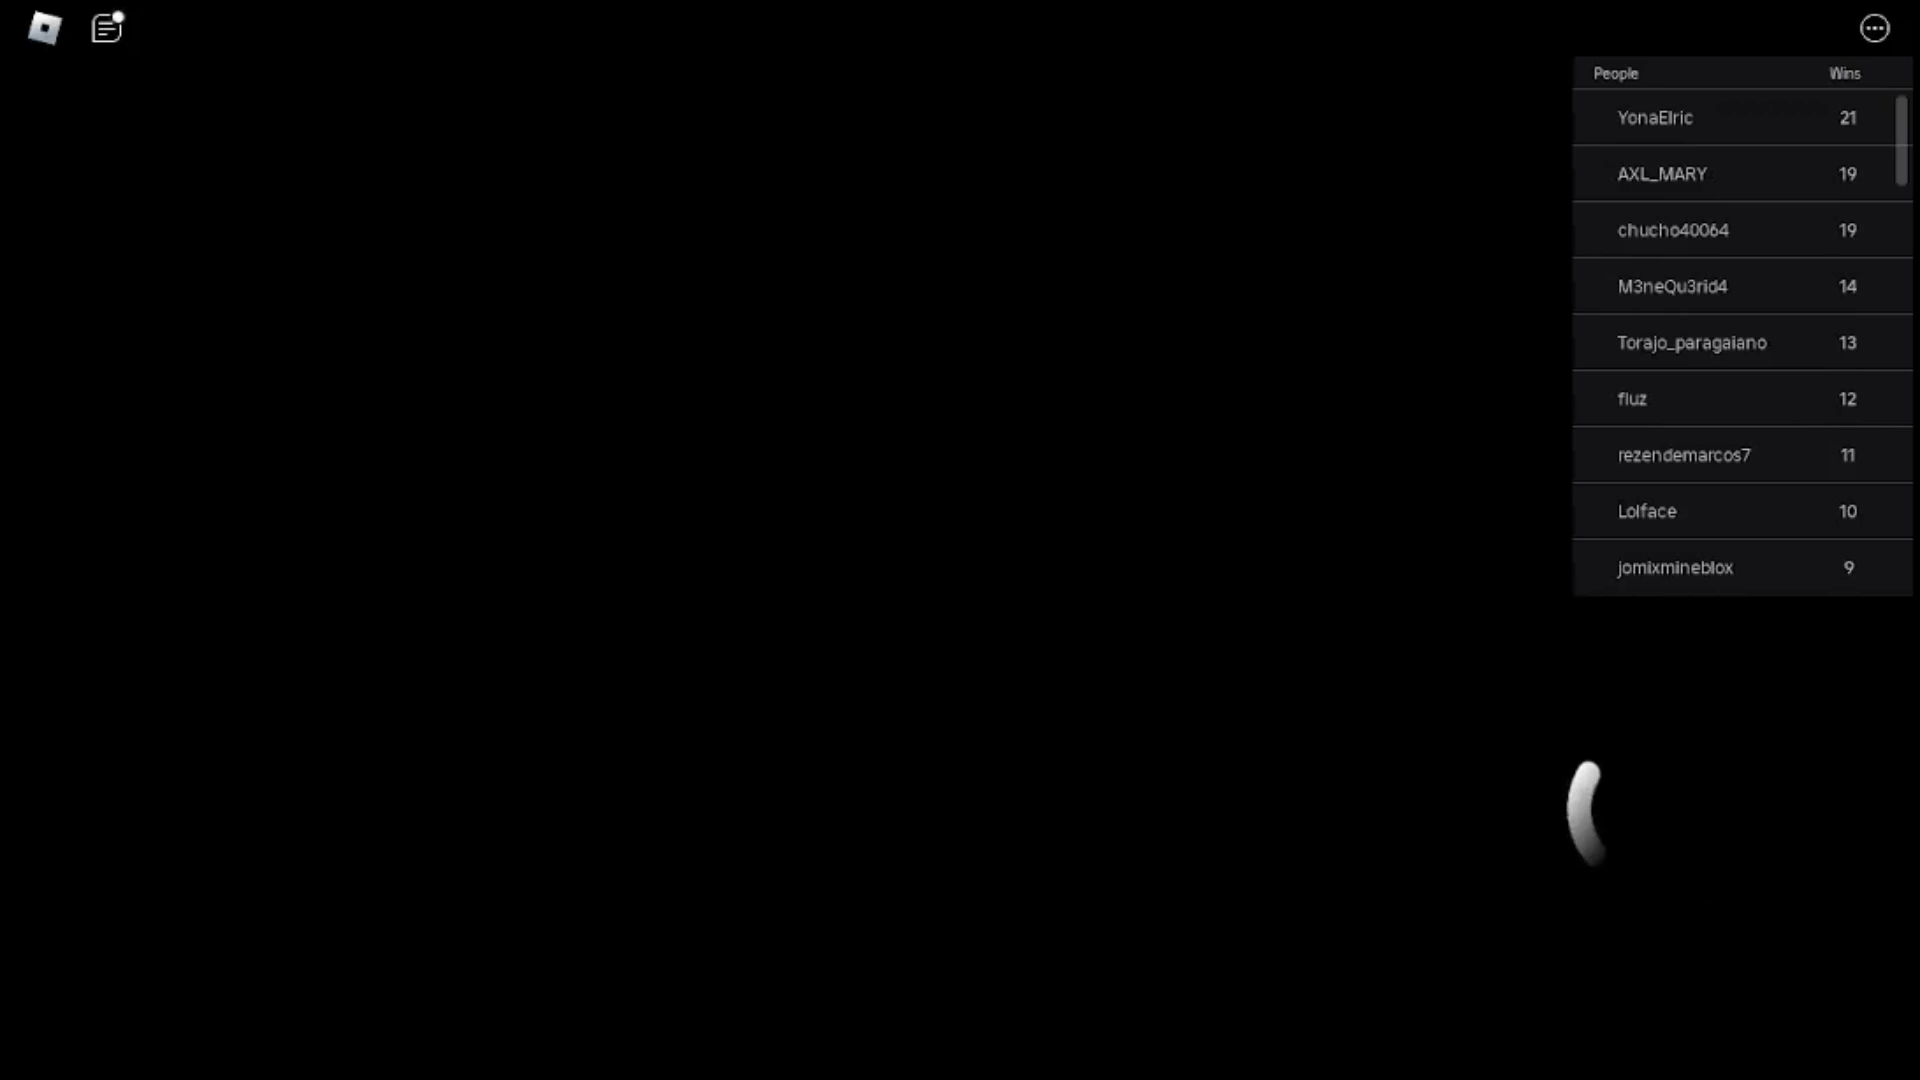 People Wins
YonaElric 21
AXL_MARY 19
chucho40064 19
M3neQu3rid4 14
Torajo_paragaiano 13
fluz 12
rezendemarcos7 11
Lolface 10
jomixmineblox 9